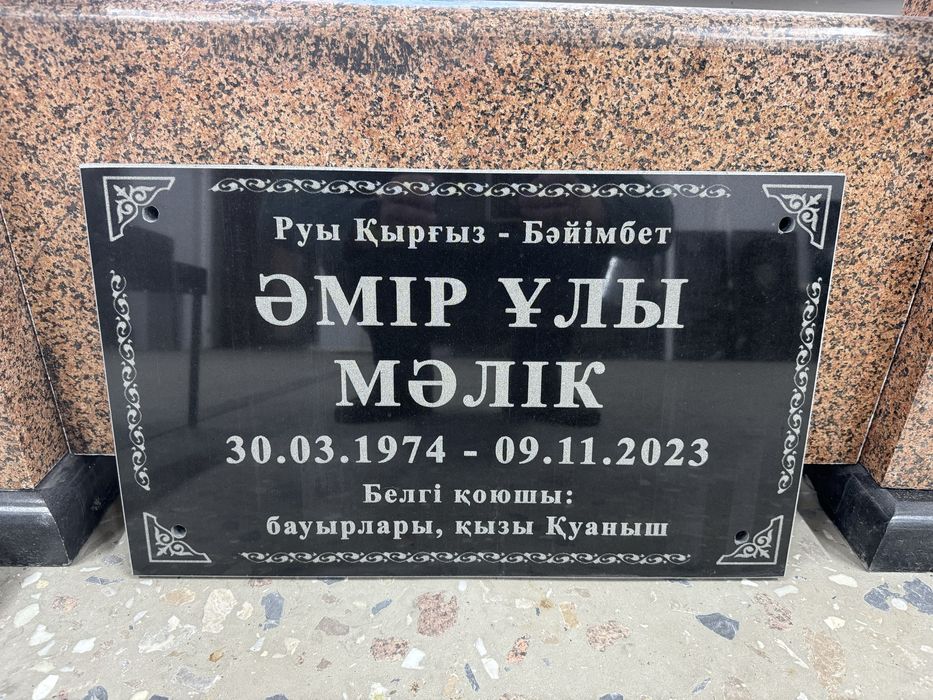 Руы Қырғыз - Бәйімбет
ӘМІР ҰЛЫ
МӘЛІК
30.03.1974 - 09.11.2023
Белгі қоюшы:
бауырлары, қызы Қуаныш